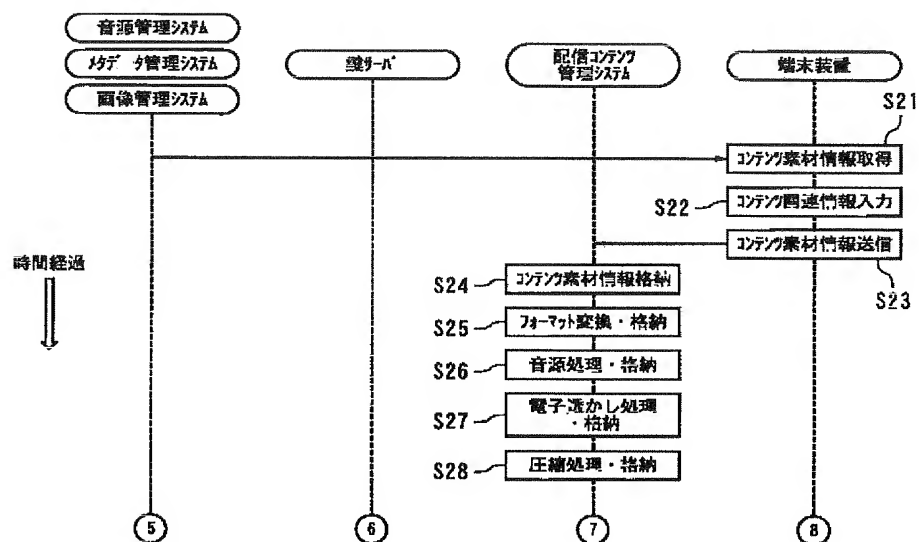 音源管理システム
メタデータ管理システム
画像管理システム
鍵サーバ
配信コンテンツ
管理システム
端末装置
S21
コンテンツ素材情報取得
S22
コンテンツ関連情報入力
コンテンツ素材情報送信
S23
時間経過
S24
コンテンツ素材情報格納
S25
フォーマット変換・格納
S26
音源処理・格納
S27
電子透かし処理
・格納
S28
圧縮処理・格納
5
6
7
8